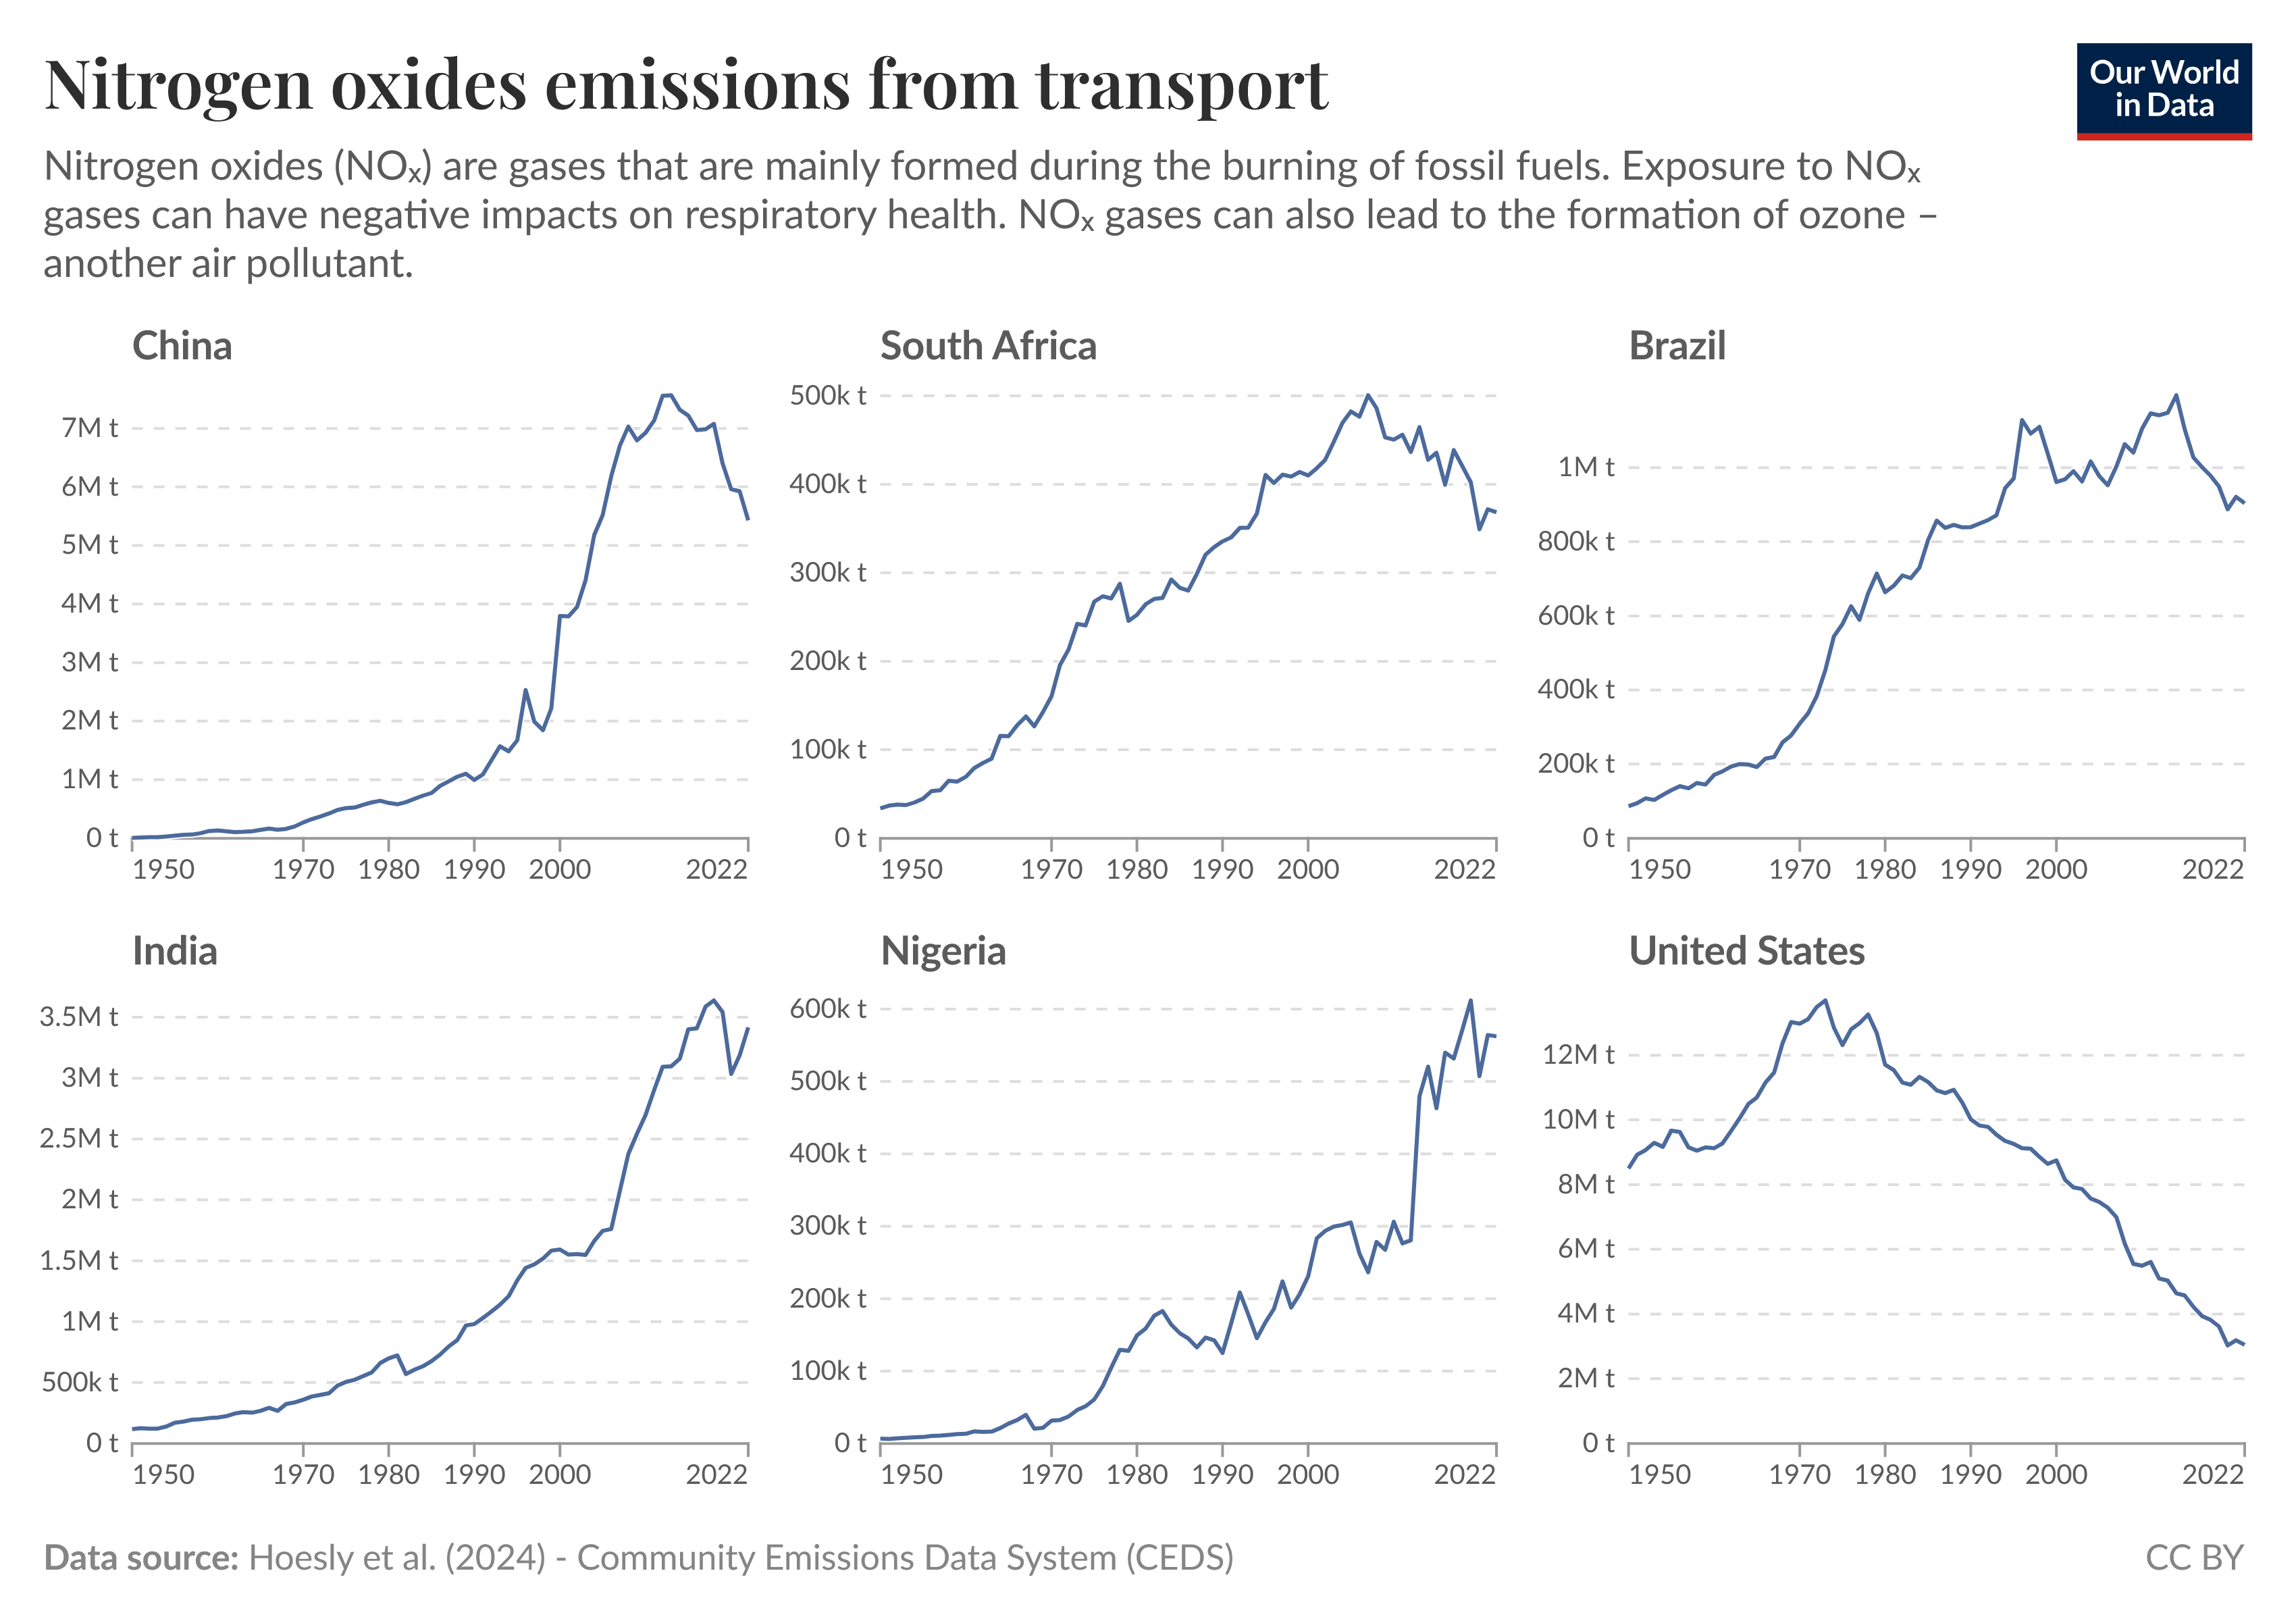 Nitrogen oxides emissions from transport
Our World
in Data
Nitrogen oxides (NOₓ) are gases that are mainly formed during the burning of fossil fuels. Exposure to NOₓ
gases can have negative impacts on respiratory health. NOₓ gases can also lead to the formation of ozone –
another air pollutant.
China
7M t
6M t
5M t
4M t
3M t
2M t
1M t
0 t
1950 1970 1980 1990 2000 2022
South Africa
500k t
400k t
300k t
200k t
100k t
0 t
1950 1970 1980 1990 2000 2022
Brazil
1M t
800k t
600k t
400k t
200k t
0 t
1950 1970 1980 1990 2000 2022
India
3.5M t
3M t
2.5M t
2M t
1.5M t
1M t
500k t
0 t
1950 1970 1980 1990 2000 2022
Nigeria
600k t
500k t
400k t
300k t
200k t
100k t
0 t
1950 1970 1980 1990 2000 2022
United States
12M t
10M t
8M t
6M t
4M t
2M t
0 t
1950 1970 1980 1990 2000 2022
Data source: Hoesly et al. (2024) - Community Emissions Data System (CEDS)
CC BY